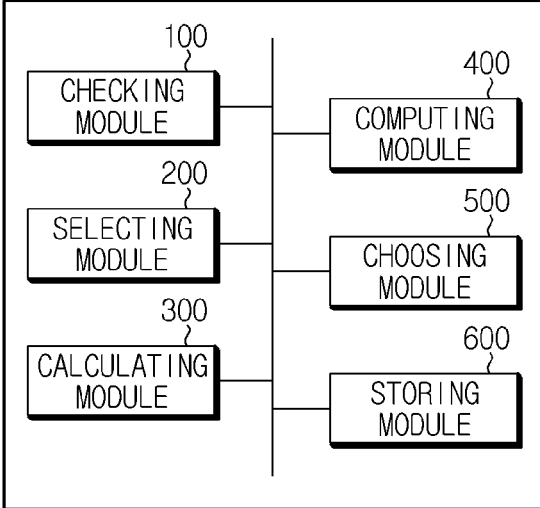 100
CHECKING
MODULE
200
SELECTING
MODULE
300
CALCULATING
MODULE
400
COMPUTING
MODULE
500
CHOOSING
MODULE
600
STORING
MODULE